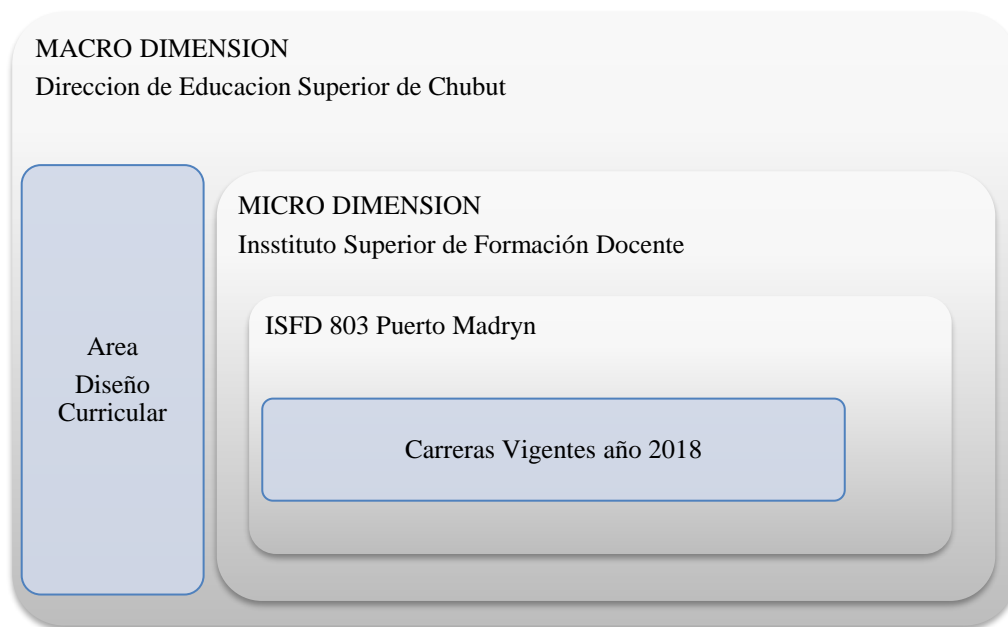 MACRO DIMENSION
Direccion de Educacion Superior de Chubut
Area
Diseño
Curricular
MICRO DIMENSION
Insstituto Superior de Formación Docente
ISFD 803 Puerto Madryn
Carreras Vigentes año 2018